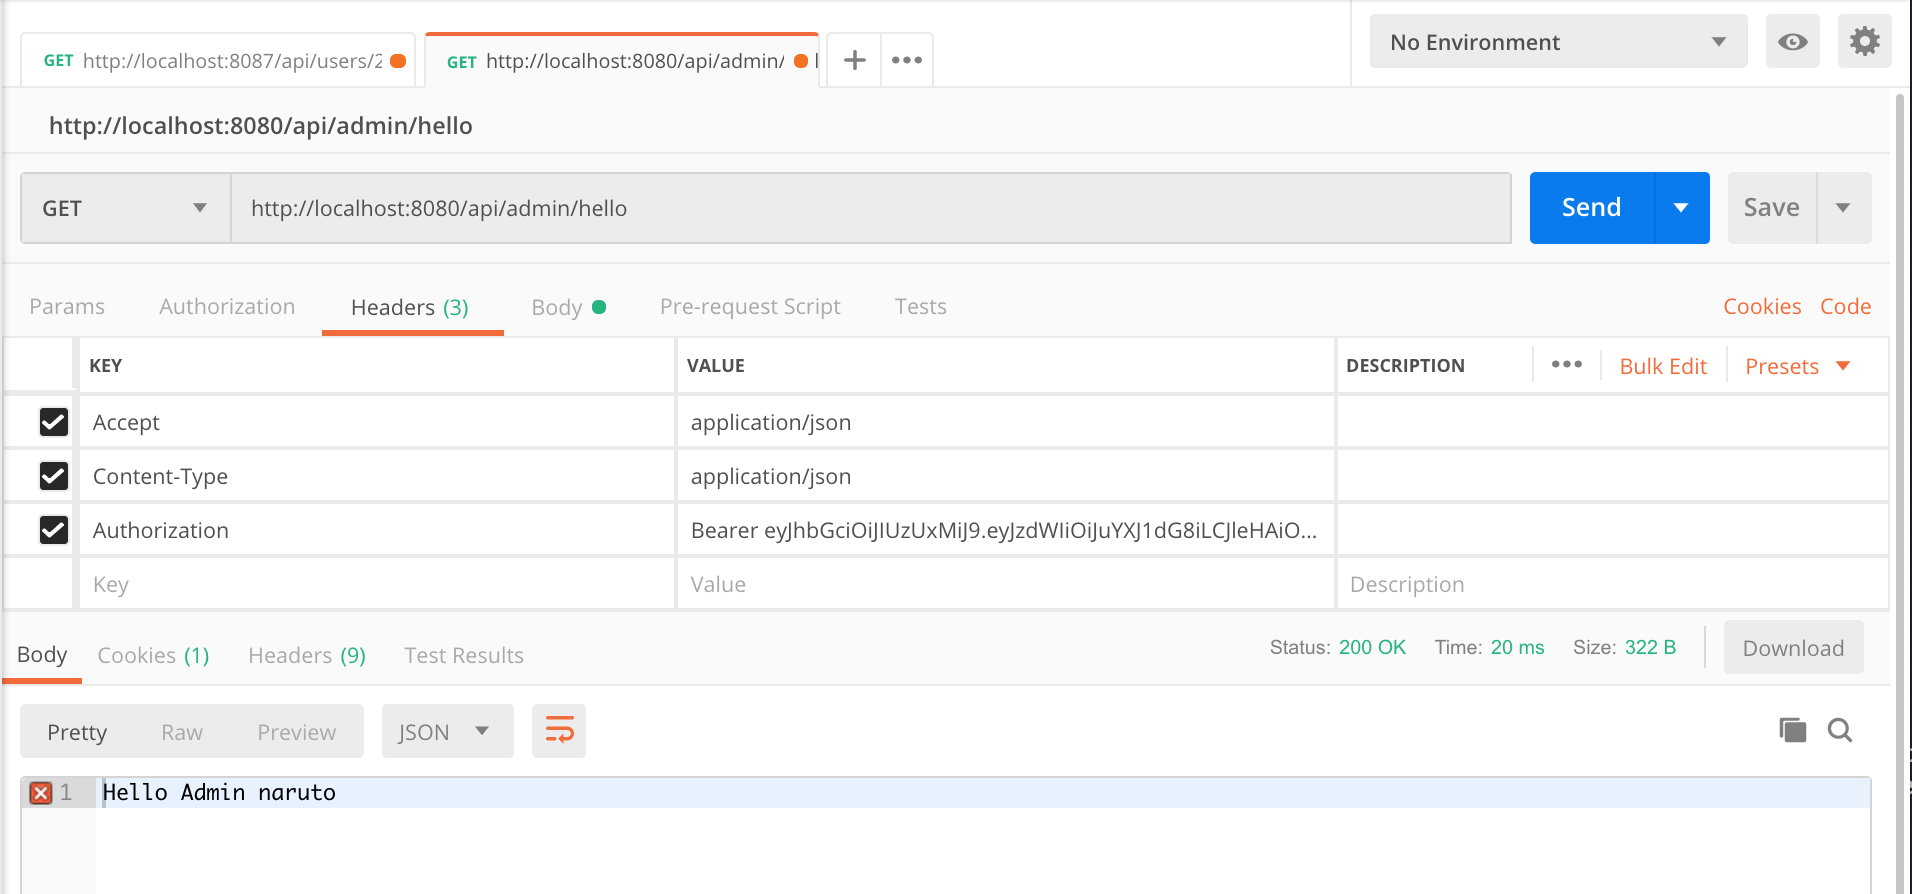 GET http://localhost:8087/api/users/2
GET http://localhost:8080/api/admin/
No Environment
http://localhost:8080/api/admin/hello
GET http://localhost:8080/api/admin/hello Send Save
Params Authorization Headers (3) Body Pre-request Script Tests Cookies Code
KEY VALUE DESCRIPTION Bulk Edit Presets
Accept application/json
Content-Type application/json
Authorization Bearer eyJhbGciOiJIUzUxMiJ9.eyJzdWIiOiJuYXJ1dG8iLCJleHAiO...
Key Value Description
Body Cookies (1) Headers (9) Test Results Status: 200 OK Time: 20 ms Size: 322 B Download
Pretty Raw Preview JSON
1 Hello Admin naruto